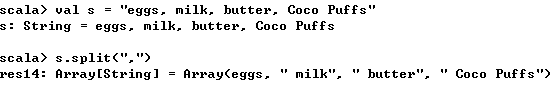 scala> val s = "eggs, milk, butter, Coco Puffs"
s: String = eggs, milk, butter, Coco Puffs
scala> s.split(",")
res14: Array[String] = Array(eggs, " milk", " butter", " Coco Puffs")